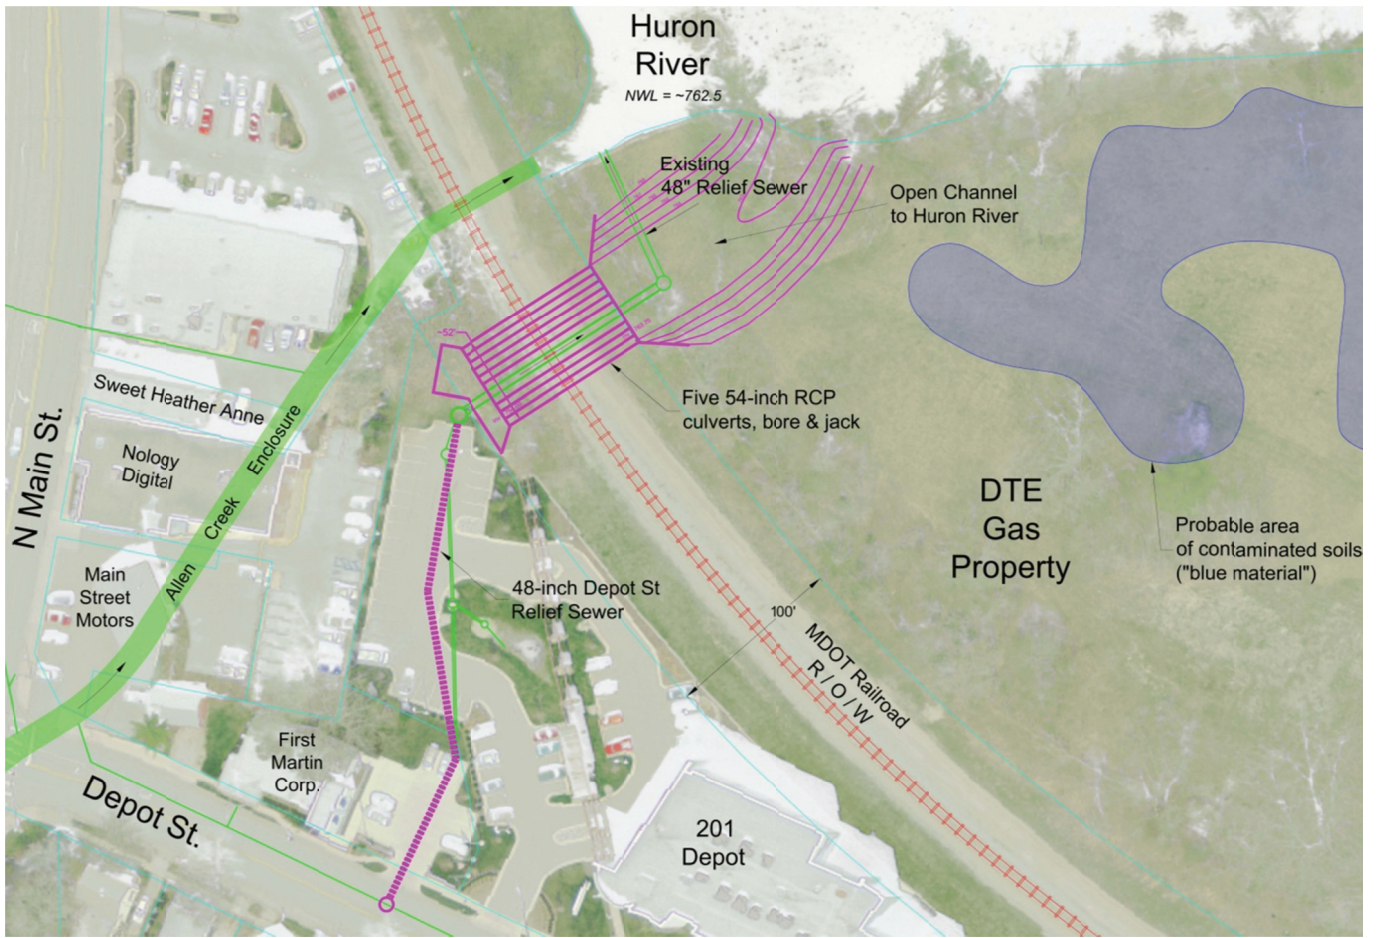 Huron
River
NWL = ~762.5
Existing
48" Relief Sewer
Open Channel
to Huron River
~52'
Five 54-inch RCP
culverts, bore & jack
Sweet Heather Anne
N Main St.
Nology
Digital
Allen Creek Enclosure
DTE
Gas
Property
Probable area
of contaminated soils
("blue material")
Main
Street
Motors
48-inch Depot St
Relief Sewer
100'
MDOT Railroad
R / O / W
First
Martin
Corp.
Depot St.
201
Depot